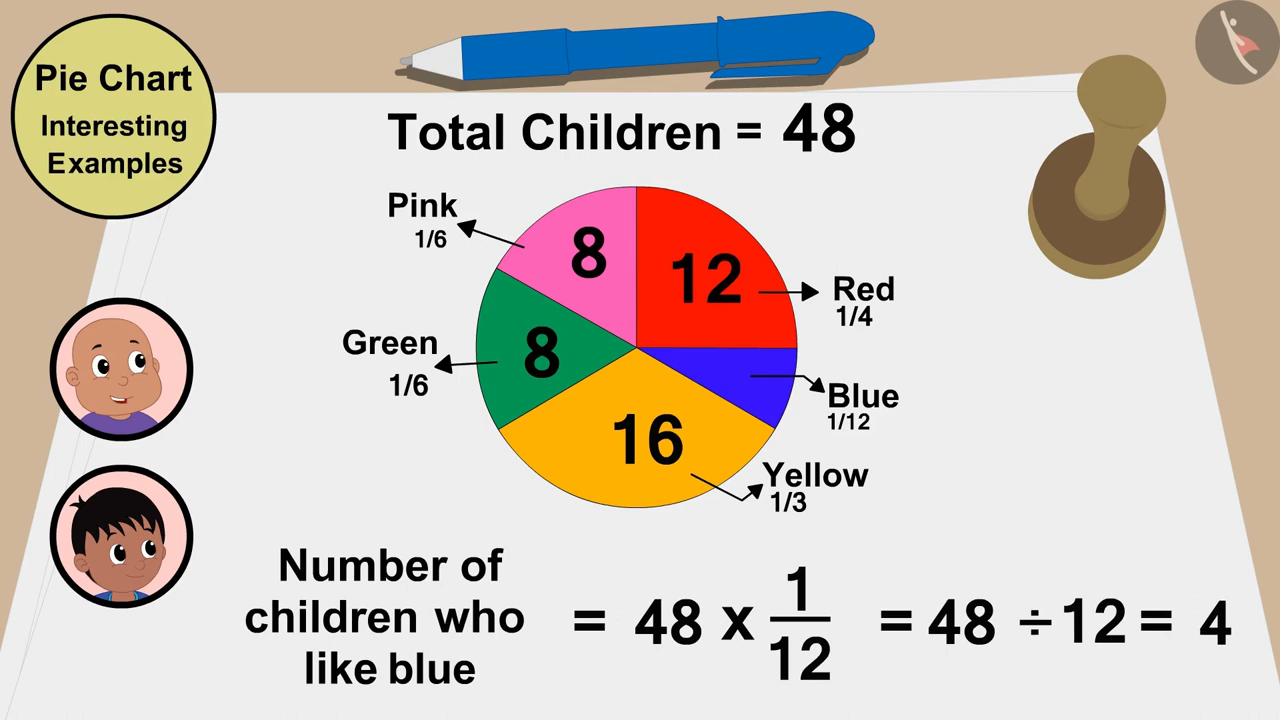 Pie Chart
Interesting
Examples
Total Children = 48
Pink
1/6
8
12
Red
1/4
Green
1/6
8
Blue
1/12
16
Yellow
1/3
Number of
children who
like blue
= 48 x 1/12 = 48 ÷ 12 = 4